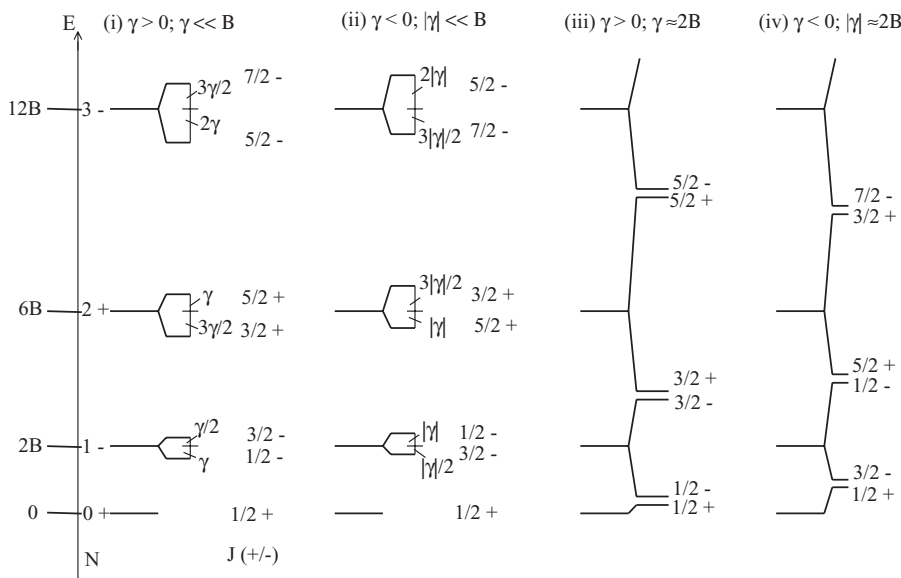 E
(i) γ > 0; γ << B
(ii) γ < 0; |γ| << B
(iii) γ > 0; γ ≈2B
(iv) γ < 0; |γ| ≈2B
12B
3 -
3γ/2
7/2 -
2γ
5/2 -
2|γ|
5/2 -
3|γ|/2
7/2 -
5/2 -
5/2 +
7/2 -
3/2 +
6B
2 +
γ
5/2 +
3γ/2
3/2 +
3|γ|/2
3/2 +
|γ|
5/2 +
3/2 +
3/2 -
5/2 +
1/2 -
2B
1 -
γ/2
3/2 -
γ
1/2 -
|γ|
1/2 -
|γ|/2
3/2 -
1/2 -
1/2 +
3/2 -
1/2 +
0
0 +
1/2 +
1/2 +
N
J (+/-)